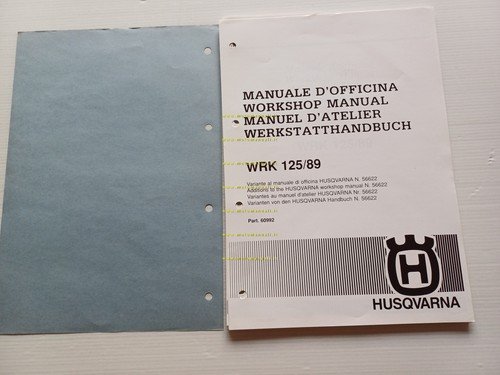 MANUALE D'OFFICINA
WORKSHOP MANUAL
MANUEL D'ATELIER
WERKSTATTHANDBUCH
WRK 125/89
Variante al manuale di officina HUSQVARNA N. 56622
Additions to the HUSQVARNA workshop manual N. 56622
Variantes au manuel d'atelier HUSQVARNA Nr. 56622
Varianten von den HUSQVARNA Handbuch N. 56622
Part. 60992
H
HUSQVARNA